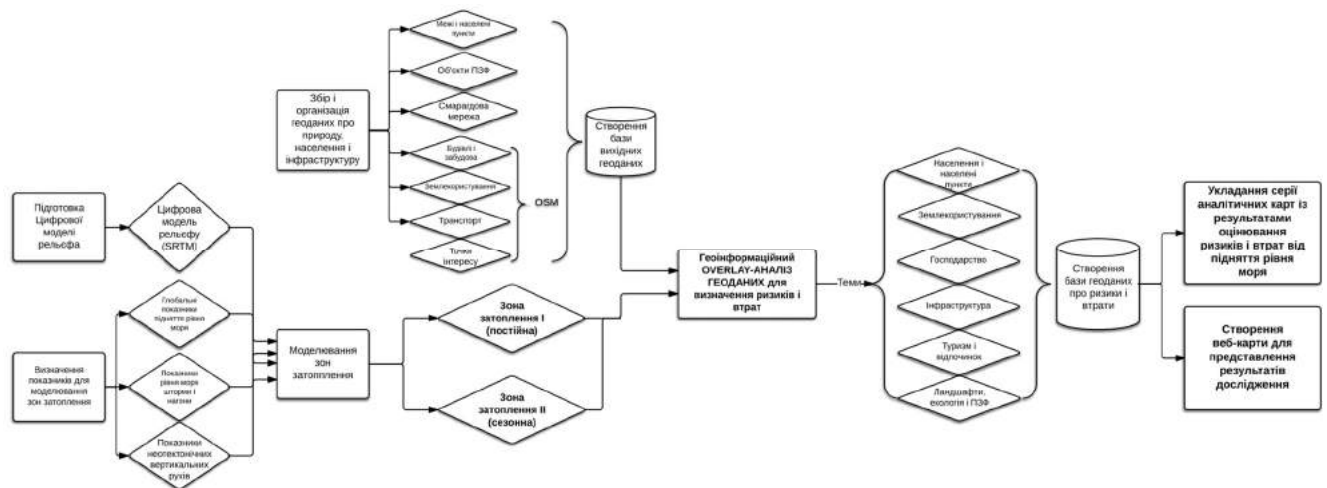 Межі і населені
пункти
Об'єкти ПЗФ
Смарагдова
мережа
Будівлі і
забудова
Землекористування
Транспорт
Точки
інтересу
OSM
Збір і
організація
геоданих про
природу,
населення і
інфраструктуру
Створення
бази
вихідних
геоданих
Підготовка
Цифрової
моделі
рельєфа
Цифрова
модель
рельєфу
(SRTM)
Визначення
показників для
моделювання
зон затоплення
Глобальні
показники
підняття рівня
моря
Показники
рівня моря
шторми і
нагони
Показники
неотектонічних
вертикальних
рухів
Моделювання
зон
затоплення
Зона
затоплення I
(постійна)
Зона
затоплення II
(сезонна)
Геоінформаційний
OVERLAY-АНАЛІЗ
ГЕОДАНИХ для
визначення ризиків і
втрат
Теми
Населення і
населені
пункти
Землекористування
Господарство
Інфраструктура
Туризм і
відпочинок
Ландшафти,
екологія і ПЗФ
Створення
бази геоданих
про ризики і
втрати
Укладання серії
аналітичних карт із
результатами
оцінювання
ризиків і втрат від
підняття рівня
моря
Створення
веб-карти для
представлення
результатів
дослідження